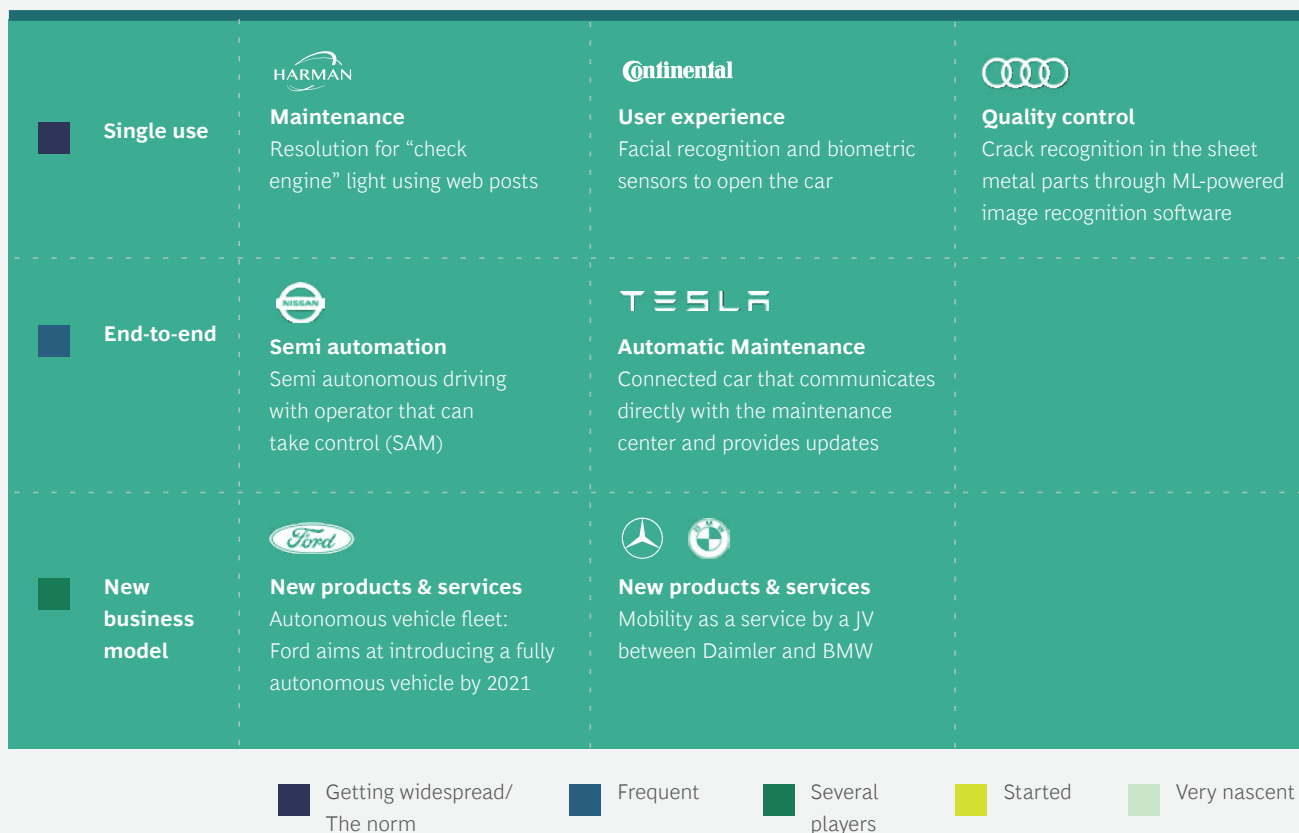 HARMAN
Continental
Single use
Maintenance
Resolution for “check
engine” light using web posts
User experience
Facial recognition and biometric
sensors to open the car
Quality control
Crack recognition in the sheet
metal parts through ML-powered
image recognition software
NISSAN
TESLA
End-to-end
Semi automation
Semi autonomous driving
with operator that can
take control (SAM)
Automatic Maintenance
Connected car that communicates
directly with the maintenance
center and provides updates
Ford
BMW
New
business
model
New products & services
Autonomous vehicle fleet:
Ford aims at introducing a fully
autonomous vehicle by 2021
New products & services
Mobility as a service by a JV
between Daimler and BMW
Getting widespread/
The norm
Frequent
Several
players
Started
Very nascent